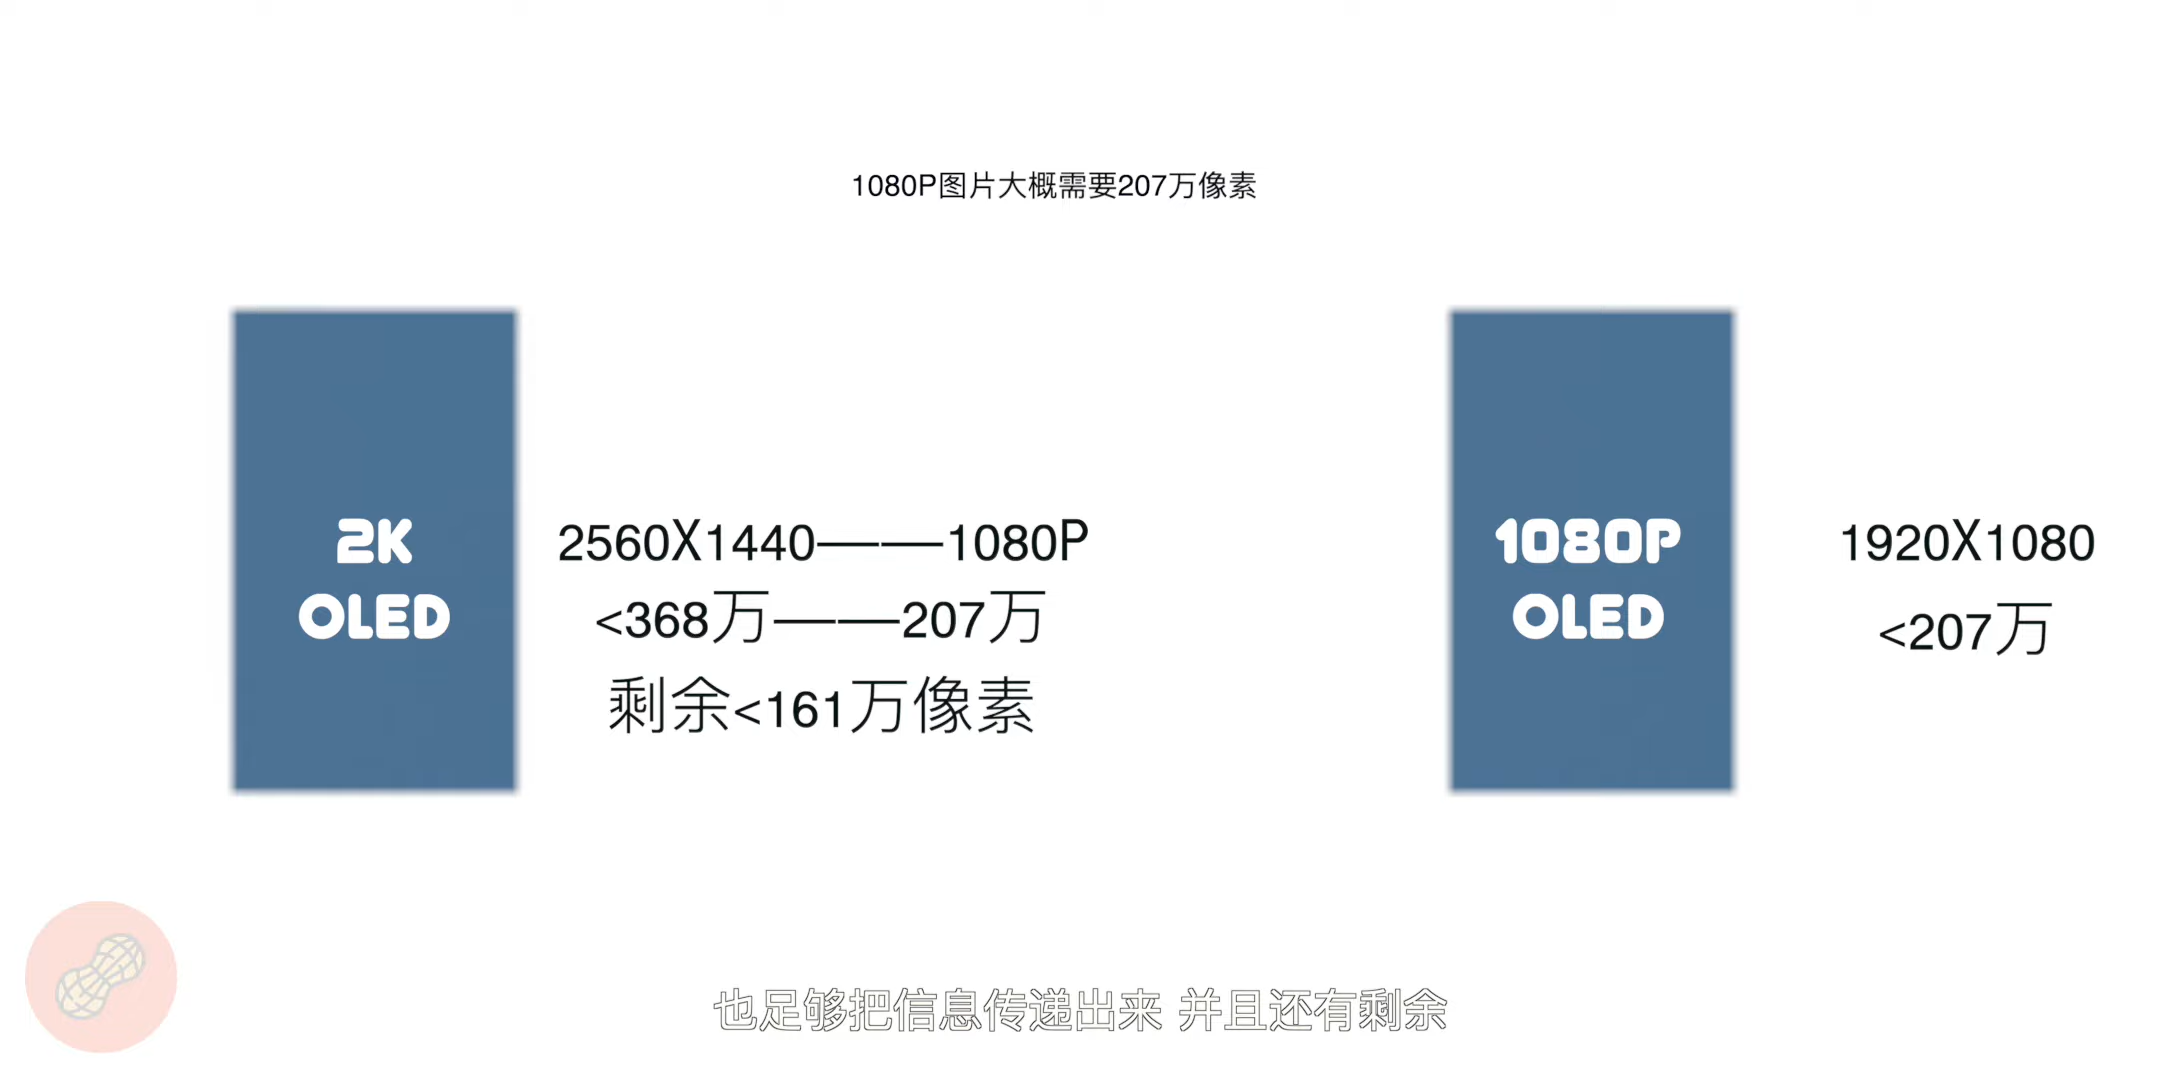 1080P图片大概需要207万像素
2K
OLED
2560X1440——1080P
<368万——207万
剩余<161万像素
1080P
OLED
1920X1080
<207万
也足够把信息传递出来 并且还有剩余